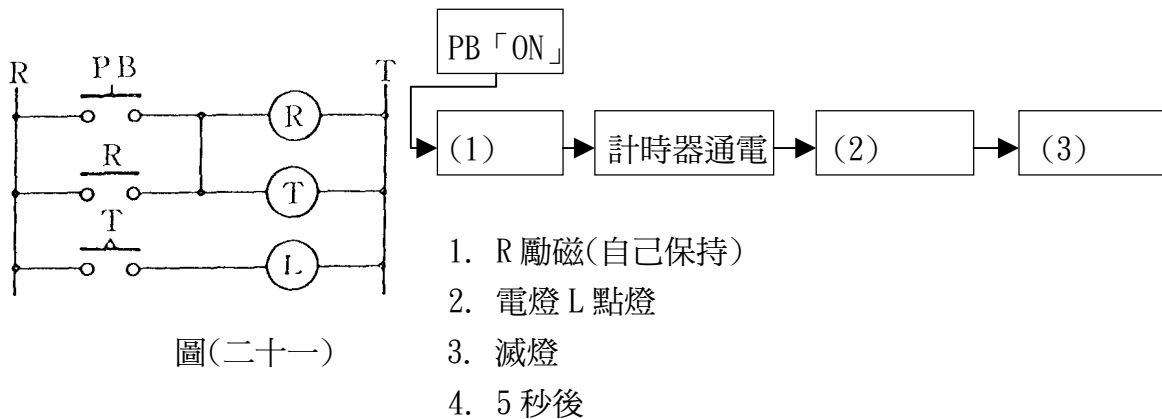 PB「ON」
R PB T
R
R
T
T
L
(1) 計時器通電 (2) (3)
1. R 勵磁(自己保持)
2. 電燈 L 點燈
3. 滅燈
4. 5 秒後
圖(二十一)